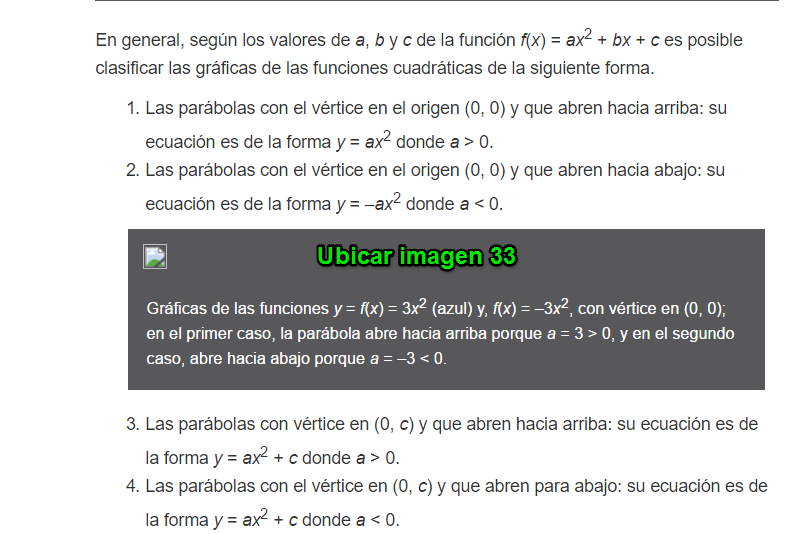 En general, según los valores de a, b y c de la función f(x) = ax² + bx + c es posible
clasificar las gráficas de las funciones cuadráticas de la siguiente forma.
1. Las parábolas con el vértice en el origen (0, 0) y que abren hacia arriba: su
ecuación es de la forma y = ax² donde a > 0.
2. Las parábolas con el vértice en el origen (0, 0) y que abren hacia abajo: su
ecuación es de la forma y = –ax² donde a < 0.
Ubicar imagen 33
Gráficas de las funciones y = f(x) = 3x² (azul) y, f(x) = –3x², con vértice en (0, 0);
en el primer caso, la parábola abre hacia arriba porque a = 3 > 0, y en el segundo
caso, abre hacia abajo porque a = –3 < 0.
3. Las parábolas con vértice en (0, c) y que abren hacia arriba: su ecuación es de
la forma y = ax² + c donde a > 0.
4. Las parábolas con el vértice en (0, c) y que abren para abajo: su ecuación es de
la forma y = ax² + c donde a < 0.